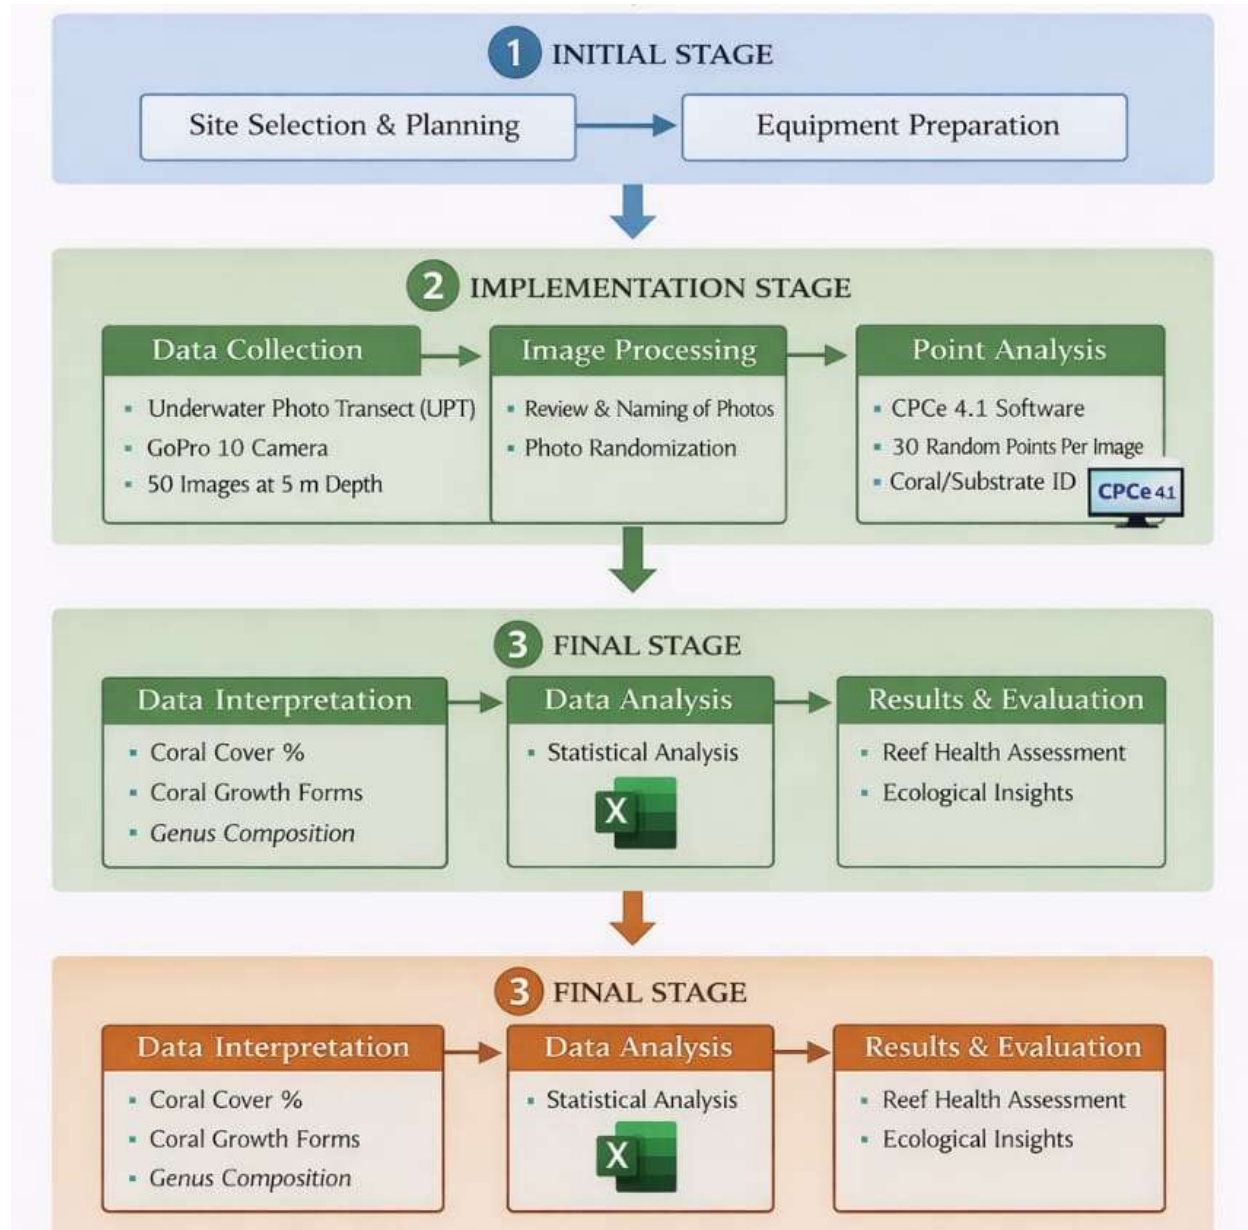 1 INITIAL STAGE
Site Selection & Planning
Equipment Preparation
2 IMPLEMENTATION STAGE
Data Collection
▪ Underwater Photo Transect (UPT)
▪ GoPro 10 Camera
▪ 50 Images at 5 m Depth
Image Processing
▪ Review & Naming of Photos
▪ Photo Randomization
Point Analysis
▪ CPCe 4.1 Software
▪ 30 Random Points Per Image
▪ Coral/Substrate ID
CPCe 4.1
3 FINAL STAGE
Data Interpretation
▪ Coral Cover %
▪ Coral Growth Forms
▪ Genus Composition
Data Analysis
▪ Statistical Analysis
X
Results & Evaluation
▪ Reef Health Assessment
▪ Ecological Insights
3 FINAL STAGE
Data Interpretation
▪ Coral Cover %
▪ Coral Growth Forms
▪ Genus Composition
Data Analysis
▪ Statistical Analysis
X
Results & Evaluation
▪ Reef Health Assessment
▪ Ecological Insights